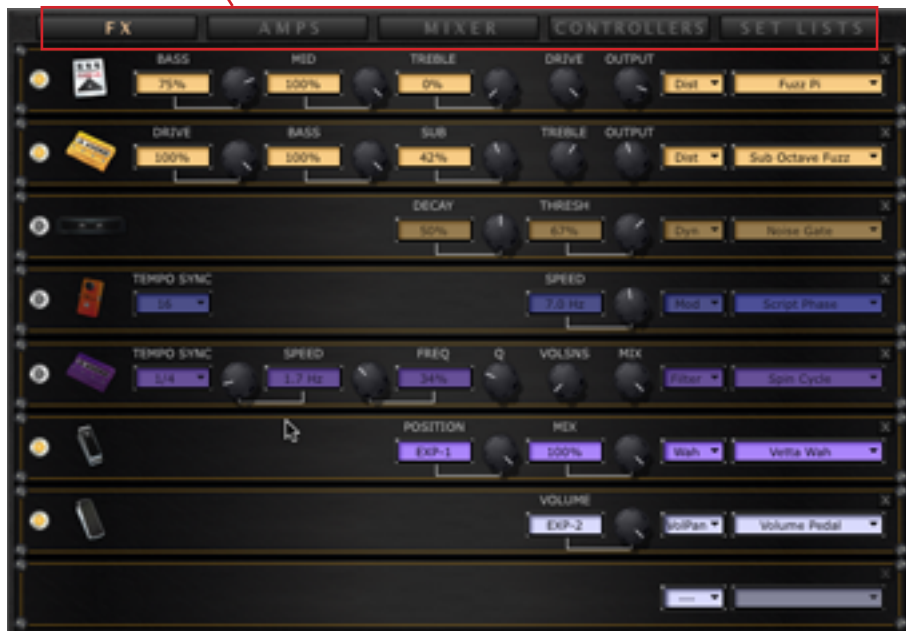 FX AMPS MIXER CONTROLLERS SET LISTS
BASS MID TREBLE DRIVE OUTPUT X
75% 100% 0% Dist Fuzz Pi
DRIVE BASS SUB TREBLE OUTPUT X
100% 100% 42% Dist Sub Octave Fuzz
DECAY THRESH X
50% 67% Dyn Noise Gate
TEMPO SYNC SPEED X
16 7.0 Hz Mod Script Phase
TEMPO SYNC SPEED FREQ Q VOLSNS MIX X
1/4 1.7 Hz 34% Filter Spin Cycle
POSITION MIX X
EXP-1 100% Wah Vetta Wah
VOLUME X
EXP-2 VolPan Volume Pedal
X
---